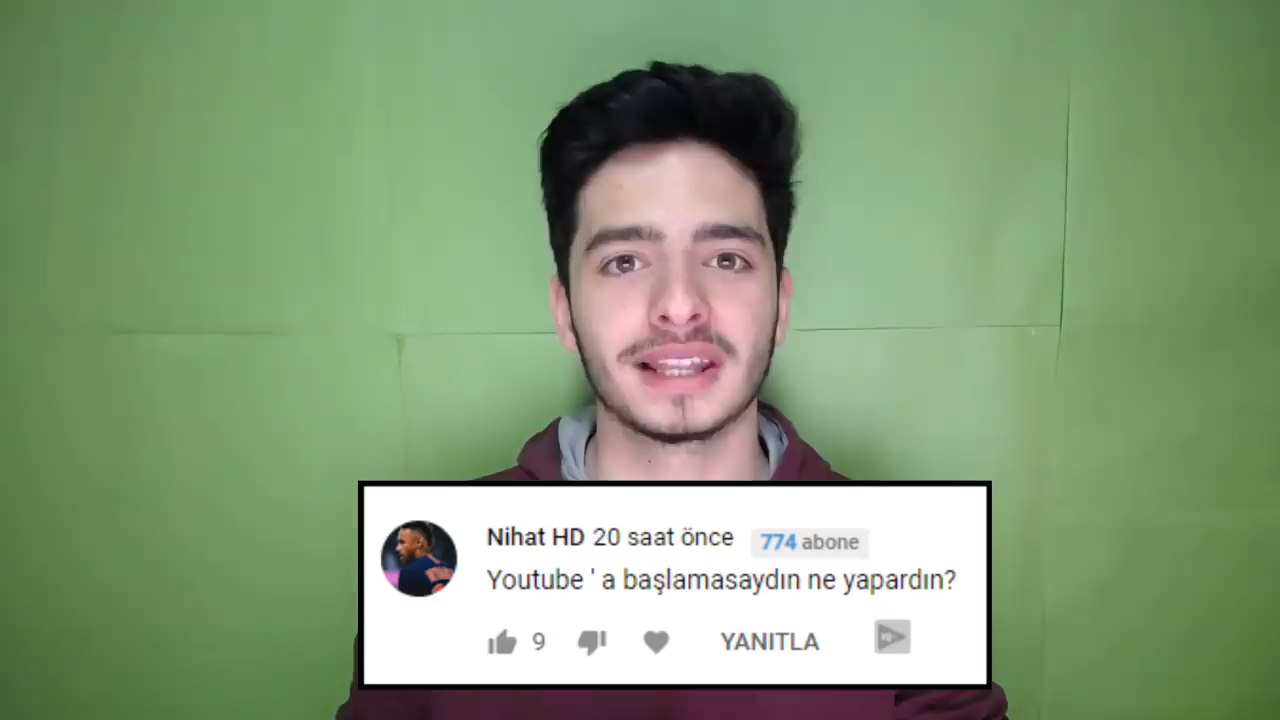 Nihat HD 20 saat önce 774 abone
Youtube ' a başlamasaydın ne yapardın?
9 YANITLA